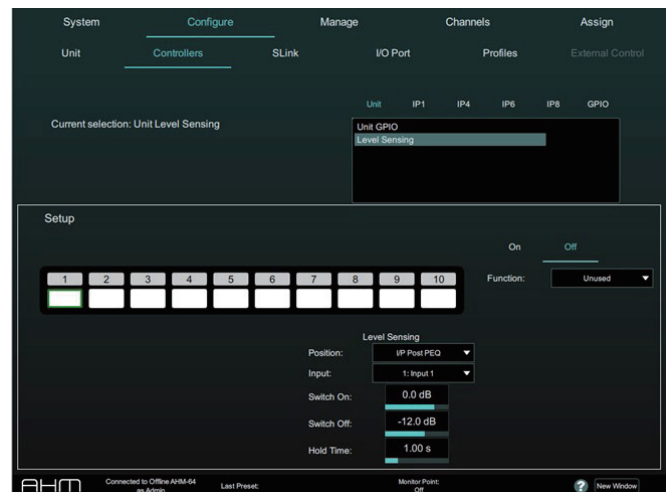 System Configure Manage Channels Assign
Unit Controllers SLink I/O Port Profiles External Control
Unit IP1 IP4 IP6 IP8 GPIO
Current selection: Unit Level Sensing
Unit GPIO
Level Sensing
Setup
On Off
1 2 3 4 5 6 7 8 9 10
Function: Unused
Level Sensing
Position: I/P Post PEQ
Input: 1: Input 1
Switch On: 0.0 dB
Switch Off: -12.0 dB
Hold Time: 1.00 s
AHM
Connected to Offline AHM-64
as Admin
Last Preset:
Monitor Point:
Off
? New Window